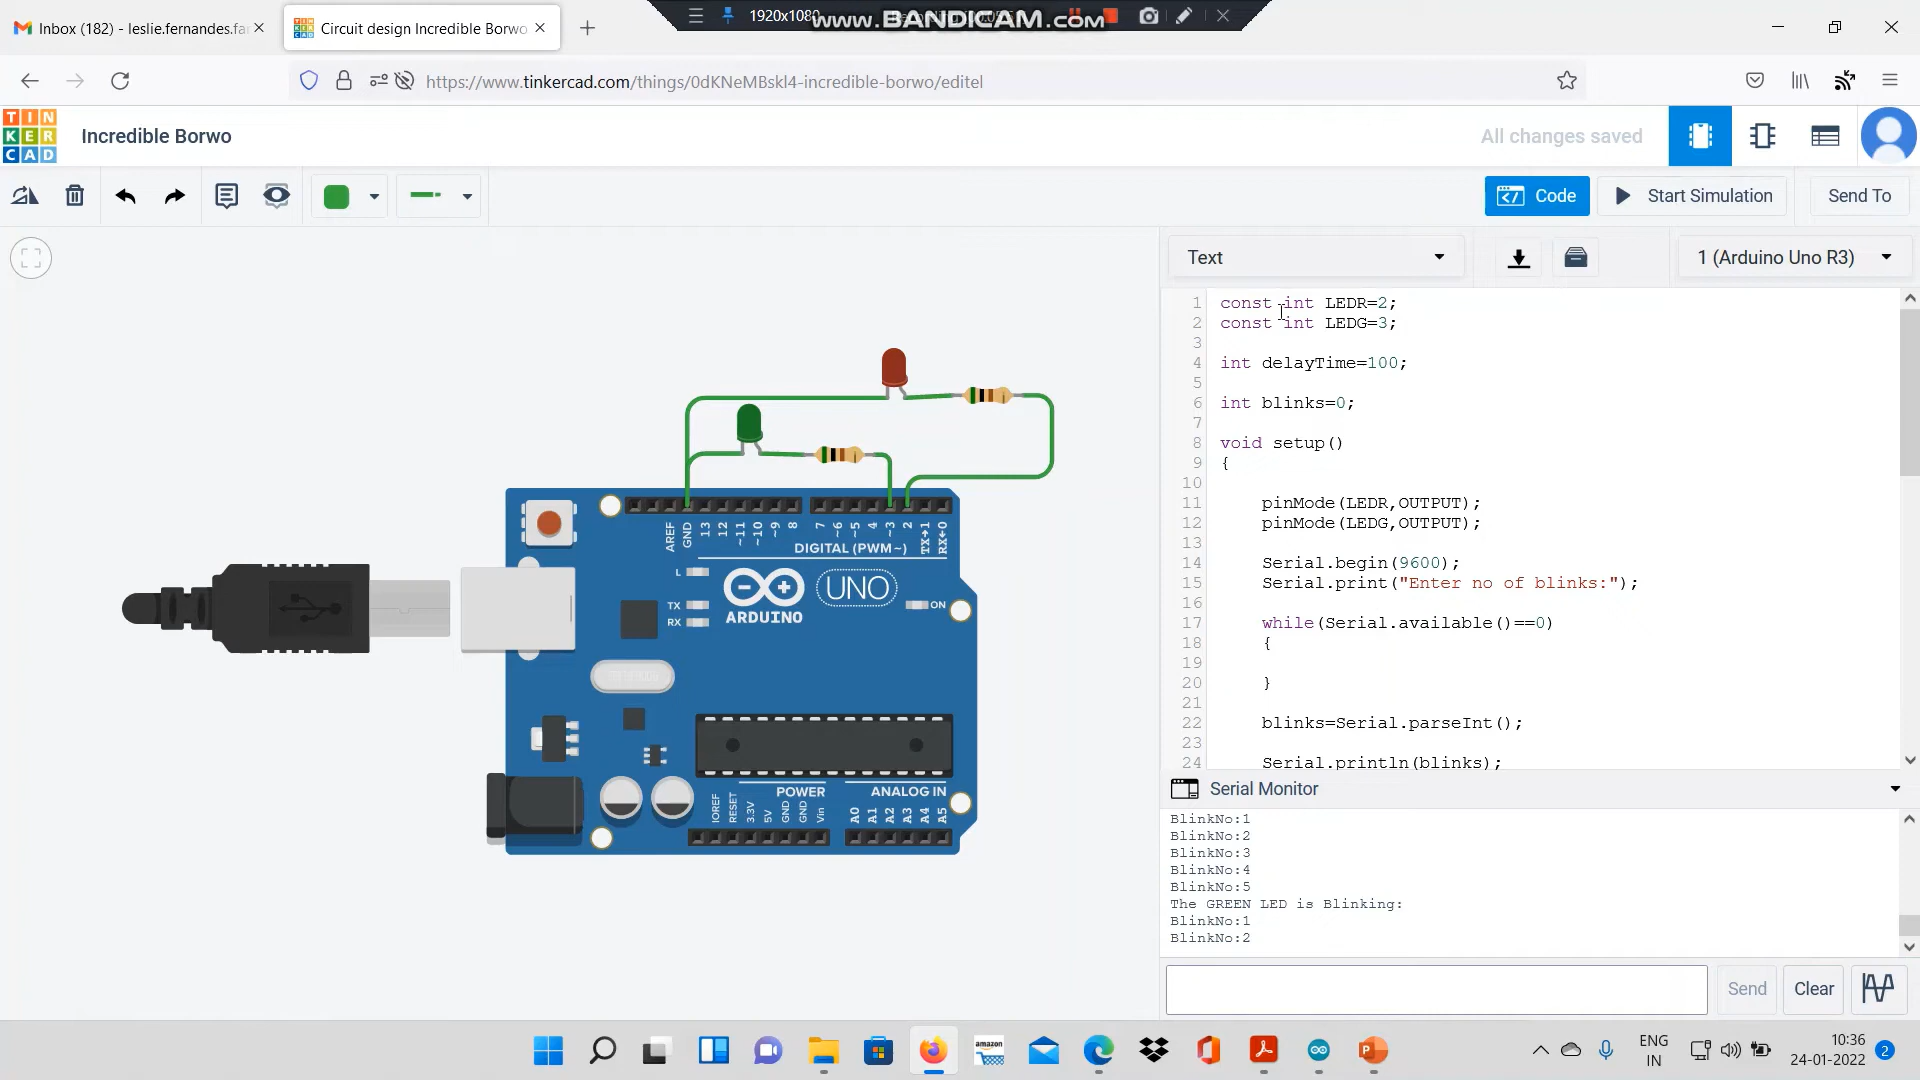 Inbox (182) - leslie.fernandes.fa
Circuit design Incredible Borwo
1920x1080
www.BANDICAM.com
https://www.tinkercad.com/things/0dKNeMBskl4-incredible-borwo/editel
TIN
KER
CAD
Incredible Borwo
All changes saved
Code
Start Simulation
Send To
Text
1 (Arduino Uno R3)
1 const int LEDR=2;
2 const int LEDG=3;
3
4 int delayTime=100;
5
6 int blinks=0;
7
8 void setup()
9 {
10
11 pinMode(LEDR,OUTPUT);
12 pinMode(LEDG,OUTPUT);
13
14 Serial.begin(9600);
15 Serial.print("Enter no of blinks:");
16
17 while(Serial.available()==0)
18 {
19
20 }
21
22 blinks=Serial.parseInt();
23
24 Serial.println(blinks);
AREF
GND
13
12
~11
~10
~9
8
7
~6
~5
4
~3
2
TX→1
RX←0
DIGITAL (PWM~)
L
TX
RX
ARDUINO
UNO
ON
POWER
ANALOG IN
IOREF
RESET
3.3V
5V
GND
GND
Vin
A0
A1
A2
A3
A4
A5
Serial Monitor
BlinkNo:1
BlinkNo:2
BlinkNo:3
BlinkNo:4
BlinkNo:5
The GREEN LED is Blinking:
BlinkNo:1
BlinkNo:2
Send
Clear
amazon
ENG
IN
10:36
24-01-2022
2